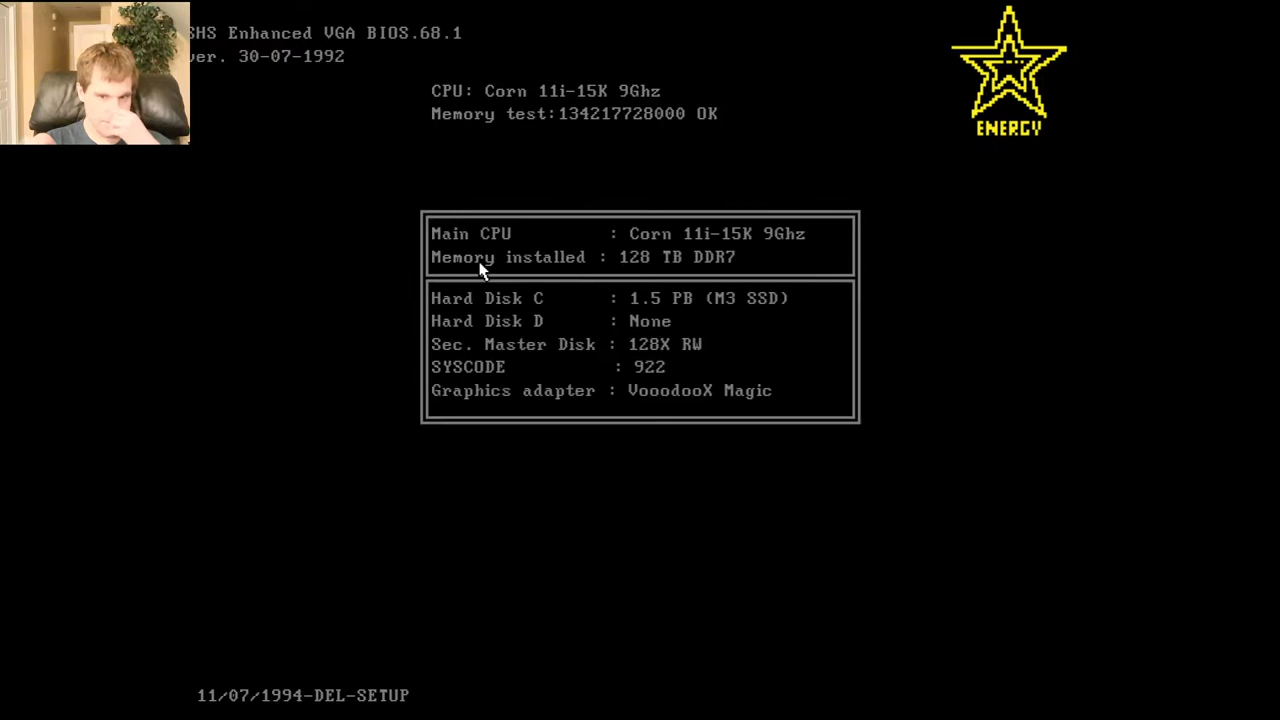 SHS Enhanced VGA BIOS.68.1
ver. 30-07-1992
CPU: Corn 11i-15K 9Ghz
Memory test:134217728000 OK
ENERGY
Main CPU : Corn 11i-15K 9Ghz
Memory installed : 128 TB DDR7
Hard Disk C : 1.5 PB (M3 SSD)
Hard Disk D : None
Sec. Master Disk : 128X RW
SYSCODE : 922
Graphics adapter : VooodooX Magic
11/07/1994-DEL-SETUP